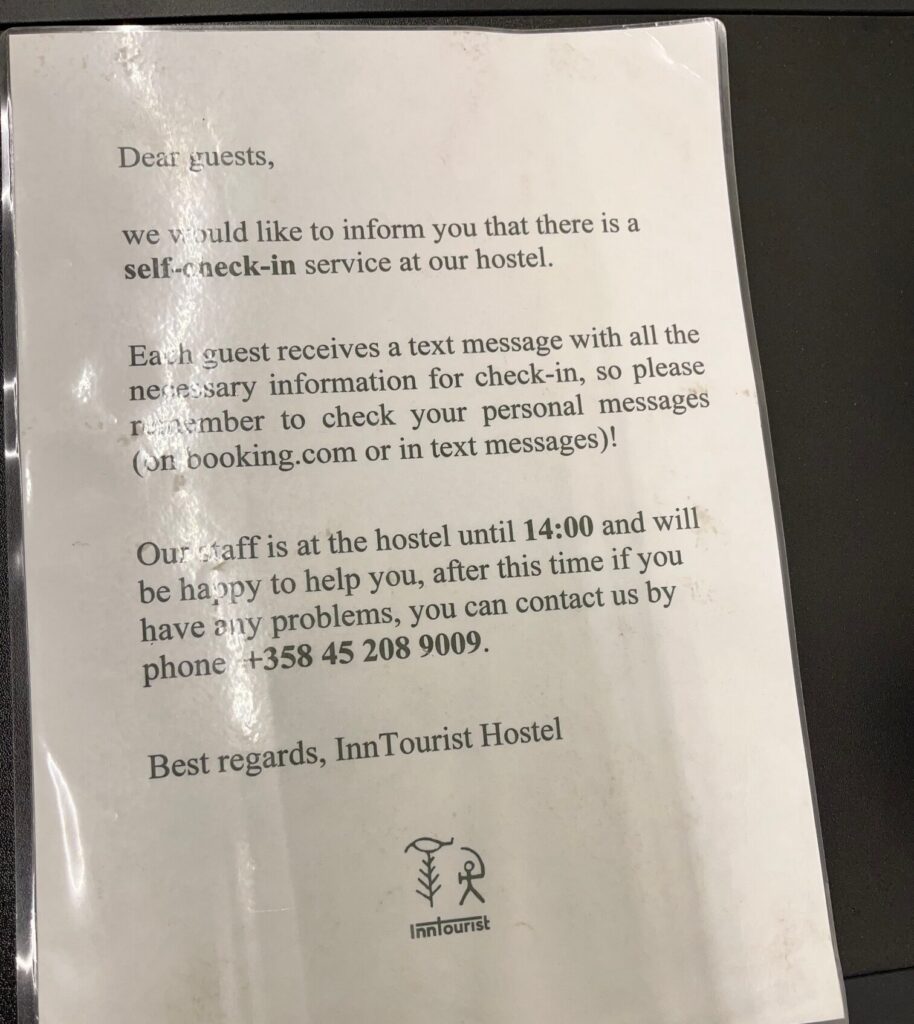 Dear guests,
we would like to inform you that there is a
self-check-in service at our hostel.
Each guest receives a text message with all the
necessary information for check-in, so please
remember to check your personal messages
(on booking.com or in text messages)!
Our staff is at the hostel until 14:00 and will
be happy to help you, after this time if you
have any problems, you can contact us by
phone +358 45 208 9009.
Best regards, InnTourist Hostel
InnTourist